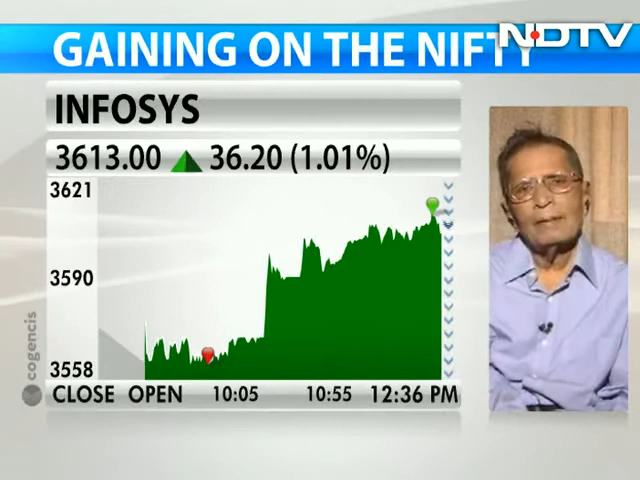 GAINING ON THE NIFTY
NDTV
INFOSYS
3613.00 36.20 (1.01%)
3621
3590
3558
cogencis
CLOSE OPEN 10:05 10:55 12:36 PM